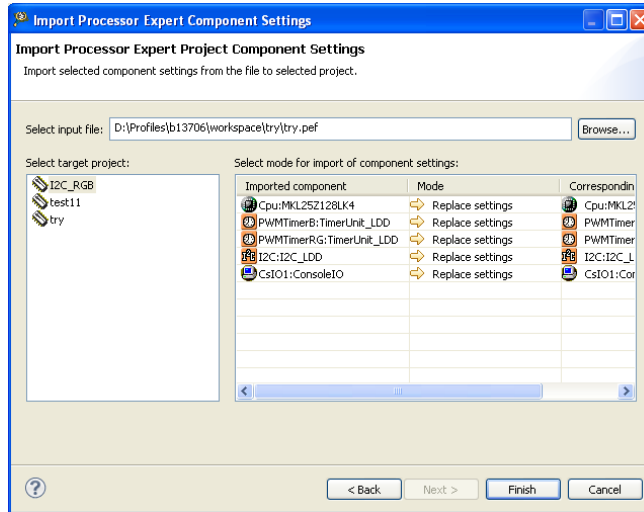 Import Processor Expert Component Settings
Import Processor Expert Project Component Settings
Import selected component settings from the file to selected project.
Select input file: D:\Profiles\b13706\workspace\try\try.pef Browse...
Select target project: Select mode for import of component settings:
I2C_RGB
test11
try
Imported component Mode Correspondin
Cpu:MKL25Z128LK4 Replace settings Cpu:MKL25
PWMTimerB:TimerUnit_LDD Replace settings PWMTimer
PWMTimerRG:TimerUnit_LDD Replace settings PWMTimer
I2C:I2C_LDD Replace settings I2C:I2C_L
CsIO1:ConsoleIO Replace settings CsIO1:Cor
< Back Next > Finish Cancel